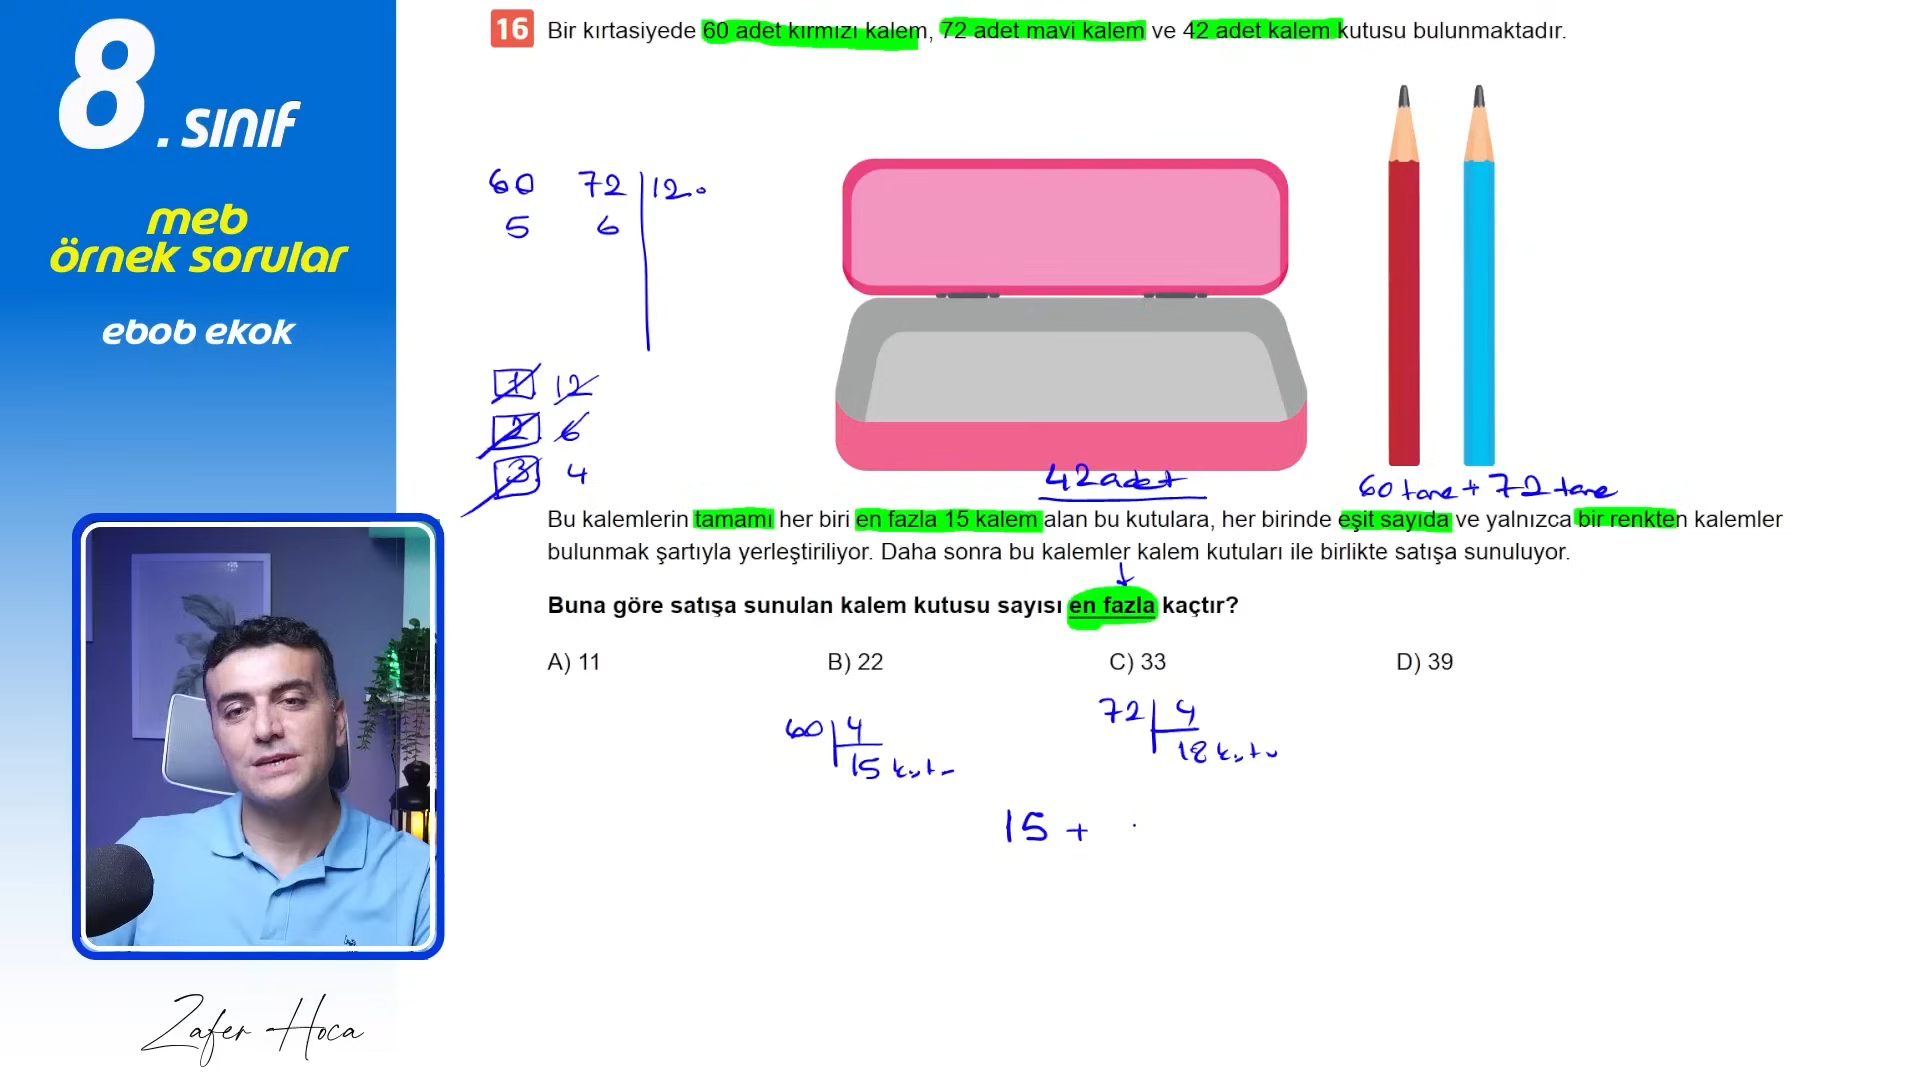 8. sınıf
meb
örnek sorular
ebob ekok
16 Bir kırtasiyede 60 adet kırmızı kalem, 72 adet mavi kalem ve 42 adet kalem kutusu bulunmaktadır.
60 72 12
5 6
1 12
2 6
3 4
42 adet
60 tane + 72 tane
Bu kalemlerin tamamı her biri en fazla 15 kalem alan bu kutulara, her birinde eşit sayıda ve yalnızca bir renkten kalemler
bulunmak şartıyla yerleştiriliyor. Daha sonra bu kalemler kalem kutuları ile birlikte satışa sunuluyor.
Buna göre satışa sunulan kalem kutusu sayısı en fazla kaçtır?
A) 11 B) 22 C) 33 D) 39
60 4 72 4
15 kutu 18 kutu
15 +
Zafer Hoca